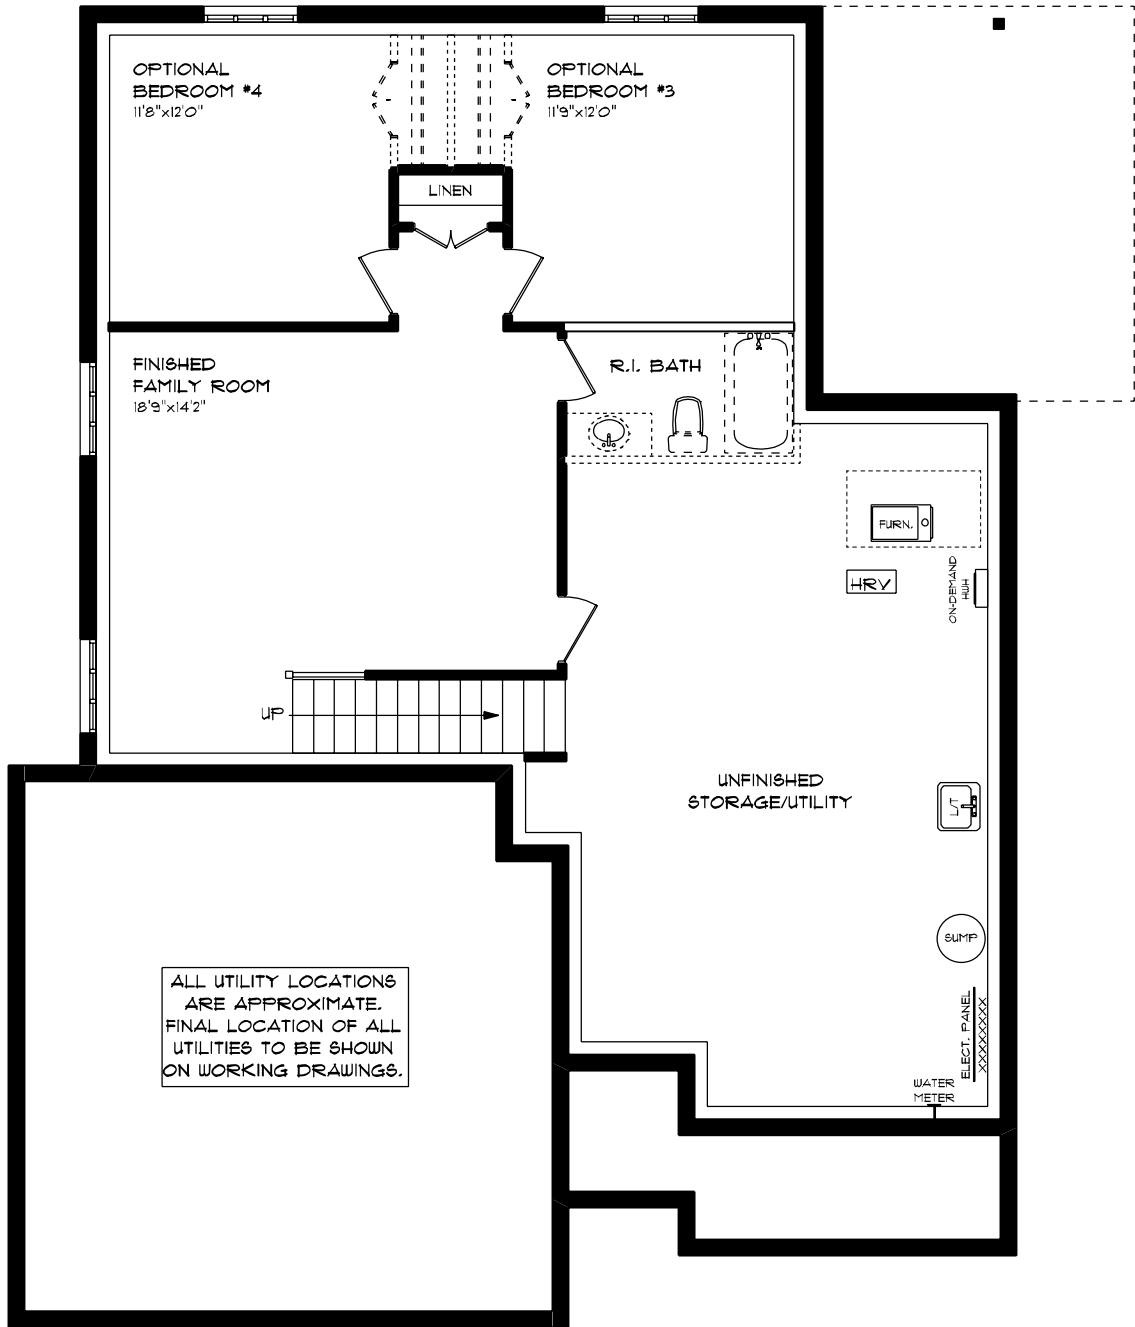 OPTIONAL
BEDROOM #4
11'8"x12'0"
OPTIONAL
BEDROOM #3
11'9"x12'0"
LINEN
FINISHED
FAMILY ROOM
18'9"x14'2"
R.I. BATH
FURN.
HRV
ON-DEMAND
HWH
UP
UNFINISHED
STORAGE/UTILITY
L/T
SUMP
ALL UTILITY LOCATIONS
ARE APPROXIMATE.
FINAL LOCATION OF ALL
UTILITIES TO BE SHOWN
ON WORKING DRAWINGS.
ELECT. PANEL
XXXXXXXXX
WATER
METER